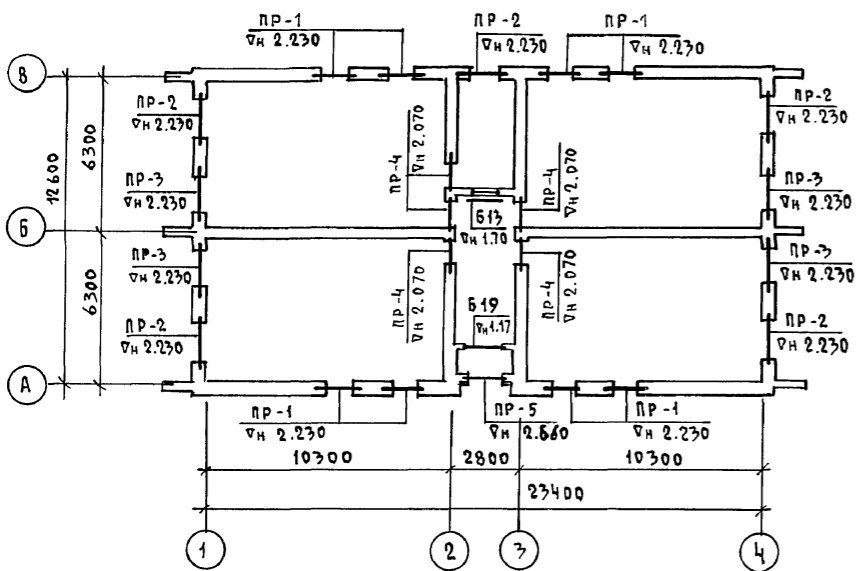 ПР-1
∇н 2.230
ПР-2
∇н 2.230
ПР-1
∇н 2.230
В
ПР-2
∇н 2.230
ПР-3
∇н 2.230
ПР-4
∇н 2.070
ПР-4
∇н 2.070
ПР-2
∇н 2.230
ПР-3
∇н 2.230
6300
12600
Б13
∇н 1.70
Б
ПР-3
∇н 2.230
ПР-2
∇н 2.230
6300
ПР-4
∇н 2.070
Б19
∇н 1.17
ПР-4
∇н 2.070
ПР-3
∇н 2.230
ПР-2
∇н 2.230
А
ПР-1
∇н 2.230
ПР-5
ПР-1
∇н 2.230
10300
2800
10300
23400
1
2
3
4